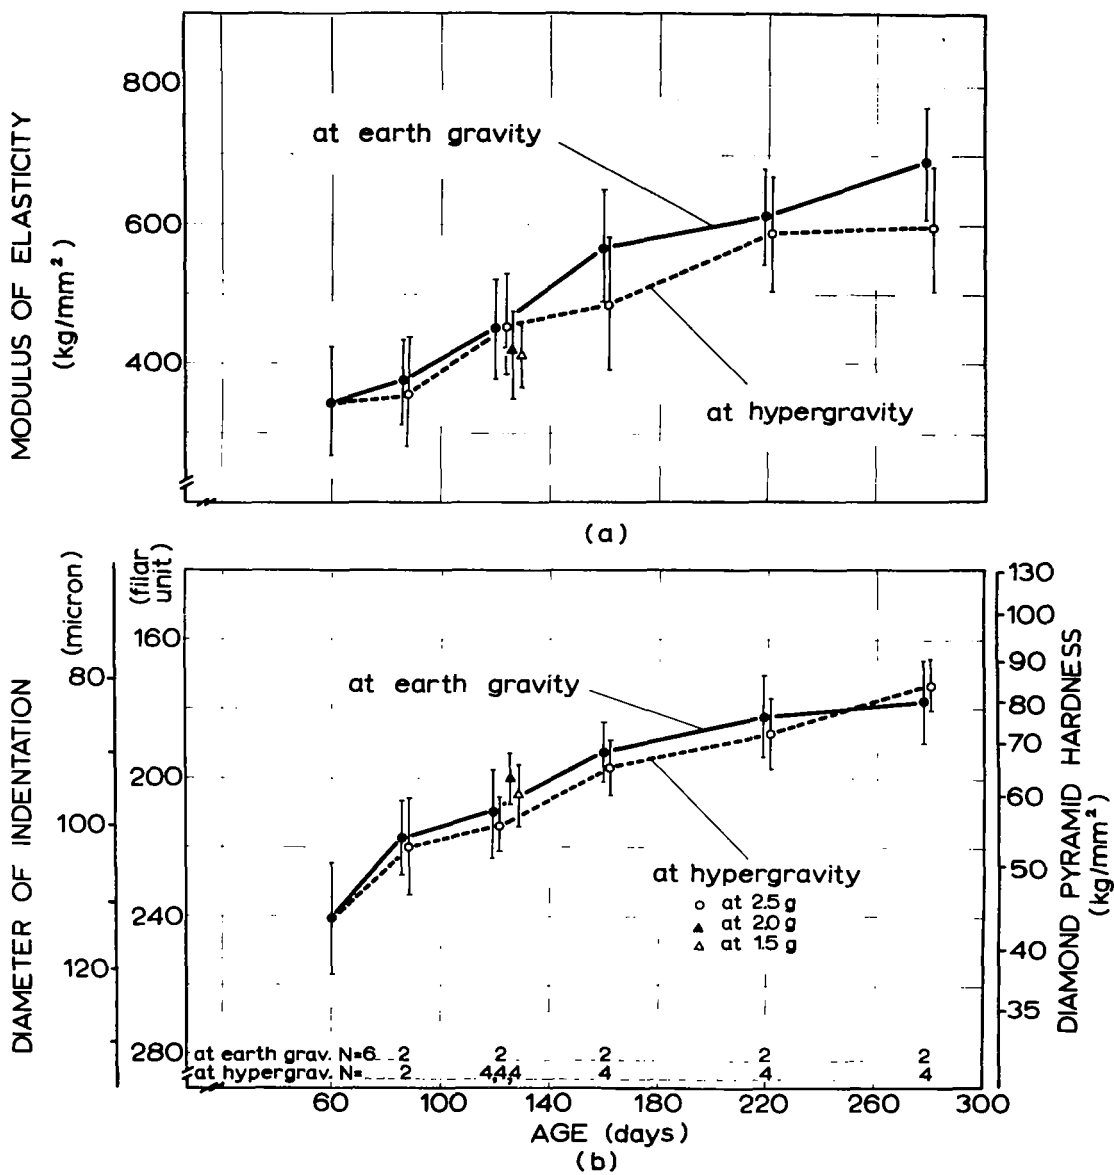 MODULUS OF ELASTICITY
(kg/mm²)
800
600
400
at earth gravity
at hypergravity
(a)
DIAMETER OF INDENTATION
(micron)
80
100
120
(filar
unit)
160
200
240
280
at earth gravity
at hypergravity
○ at 2.5 g
▲ at 2.0 g
△ at 1.5 g
130
100
90
80
70
60
50
40
35
DIAMOND PYRAMID HARDNESS
(kg/mm²)
at earth grav. N=6 2 2 2 2 2
at hypergrav. N= 2 4,4,4 4 4 4
60 100 140 180 220 260 300
AGE (days)
(b)